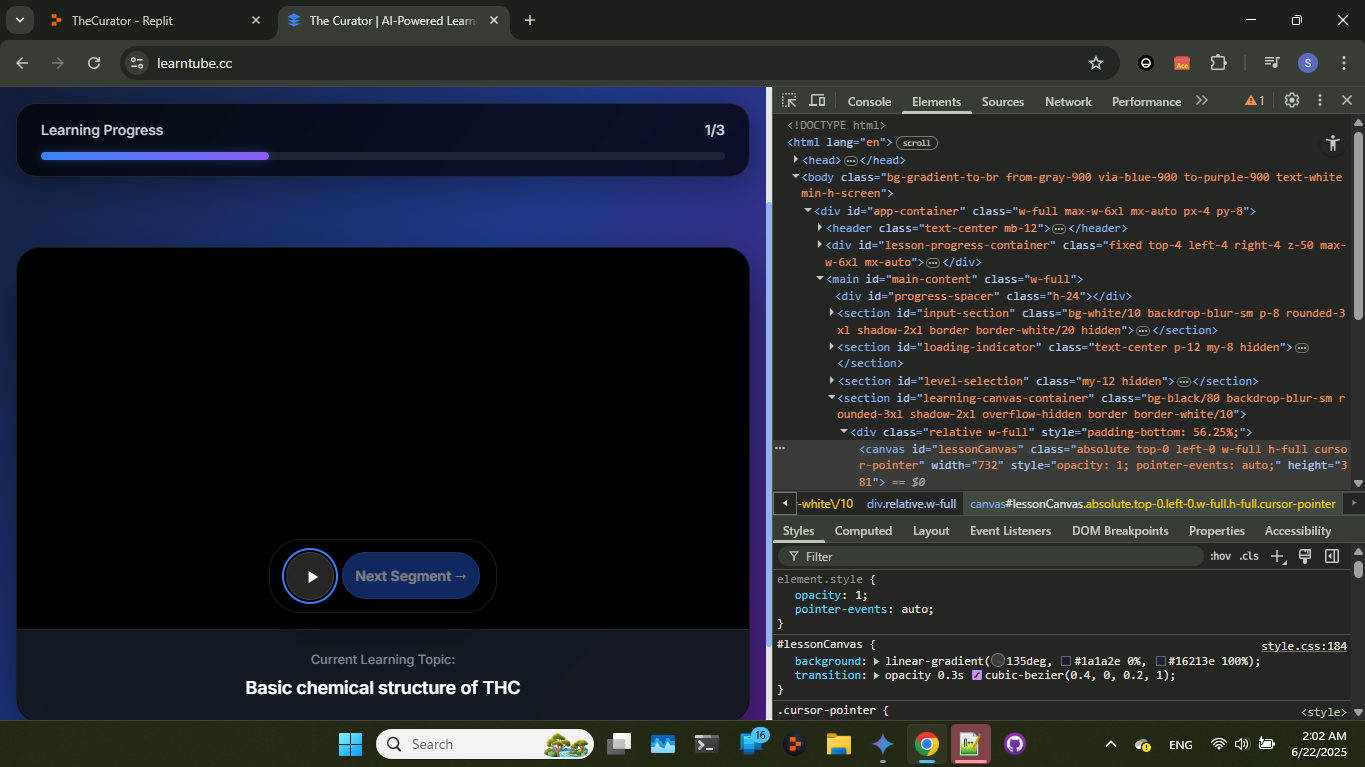 TheCurator - Replit
The Curator | AI-Powered Learn
learntube.cc
Ace
S
Learning Progress
1/3
Next Segment →
Current Learning Topic:
Basic chemical structure of THC
Console
Elements
Sources
Network
Performance
1
<!DOCTYPE html>
<html lang="en"> scroll
<head> ⋯ </head>
<body class="bg-gradient-to-br from-gray-900 via-blue-900 to-purple-900 text-white
min-h-screen">
<div id="app-container" class="w-full max-w-6xl mx-auto px-4 py-8">
<header class="text-center mb-12"> ⋯ </header>
<div id="lesson-progress-container" class="fixed top-4 left-4 right-4 z-50 max-
w-6xl mx-auto"> ⋯ </div>
<main id="main-content" class="w-full">
<div id="progress-spacer" class="h-24"></div>
<section id="input-section" class="bg-white/10 backdrop-blur-sm p-8 rounded-3
xl shadow-2xl border border-white/20 hidden"> ⋯ </section>
<section id="loading-indicator" class="text-center p-12 my-8 hidden"> ⋯
</section>
<section id="level-selection" class="my-12 hidden"> ⋯ </section>
<section id="learning-canvas-container" class="bg-black/80 backdrop-blur-sm r
ounded-3xl shadow-2xl overflow-hidden border border-white/10">
<div class="relative w-full" style="padding-bottom: 56.25%;">
<canvas id="lessonCanvas" class="absolute top-0 left-0 w-full h-full curso
r-pointer" width="732" style="opacity: 1; pointer-events: auto;" height="3
81"> == $0
-white\/10 div.relative.w-full canvas#lessonCanvas.absolute.top-0.left-0.w-full.h-full.cursor-pointer
Styles
Computed
Layout
Event Listeners
DOM Breakpoints
Properties
Accessibility
Filter
:hov .cls
element.style {
opacity: 1;
pointer-events: auto;
}
#lessonCanvas {
style.css:184
background: linear-gradient(135deg, #1a1a2e 0%, #16213e 100%);
transition: opacity 0.3s cubic-bezier(0.4, 0, 0.2, 1);
}
.cursor-pointer {
<style>
Search
16
ENG
2:02 AM
6/22/2025